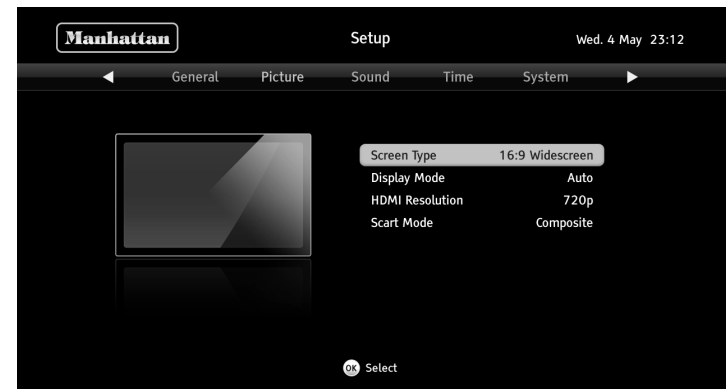 Manhattan Setup Wed. 4 May 23:12
General Picture Sound Time System
Screen Type 16:9 Widescreen
Display Mode Auto
HDMI Resolution 720p
Scart Mode Composite
OK Select